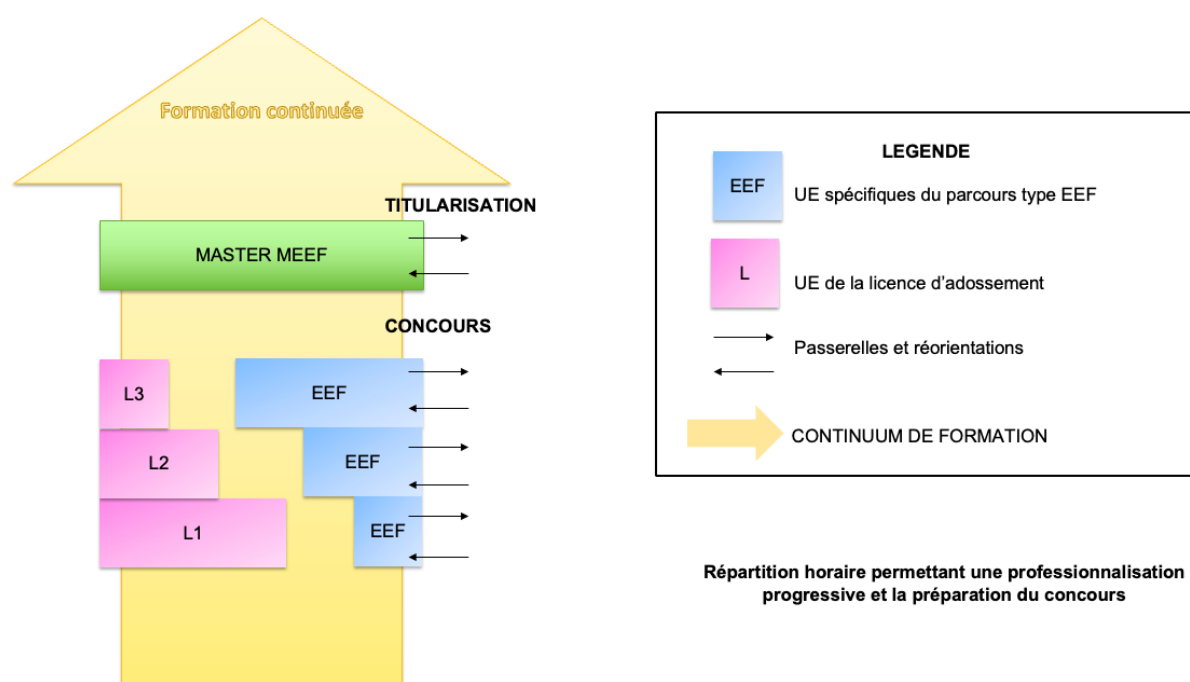 Formation continuée
TITULARISATION
MASTER MEEF
CONCOURS
L3
EEF
L2
EEF
L1
EEF
LEGENDE
EEF
UE spécifiques du parcours type EEF
L
UE de la licence d'adossement
Passerelles et réorientations
CONTINUUM DE FORMATION
Répartition horaire permettant une professionnalisation
progressive et la préparation du concours